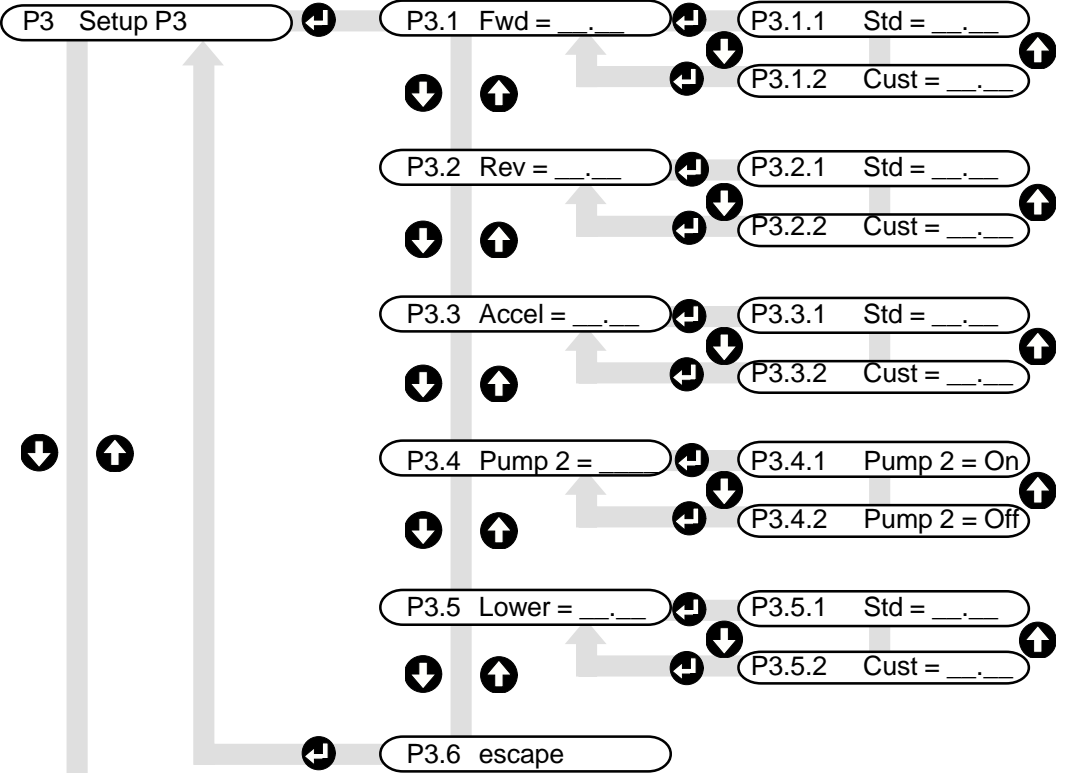 P3 Setup P3
P3.1 Fwd = __.__
P3.1.1 Std = __.__
P3.1.2 Cust = __.__
P3.2 Rev = __.__
P3.2.1 Std = __.__
P3.2.2 Cust = __.__
P3.3 Accel = __.__
P3.3.1 Std = __.__
P3.3.2 Cust = __.__
P3.4 Pump 2 = ____
P3.4.1 Pump 2 = On
P3.4.2 Pump 2 = Off
P3.5 Lower = __.__
P3.5.1 Std = __.__
P3.5.2 Cust = __.__
P3.6 escape